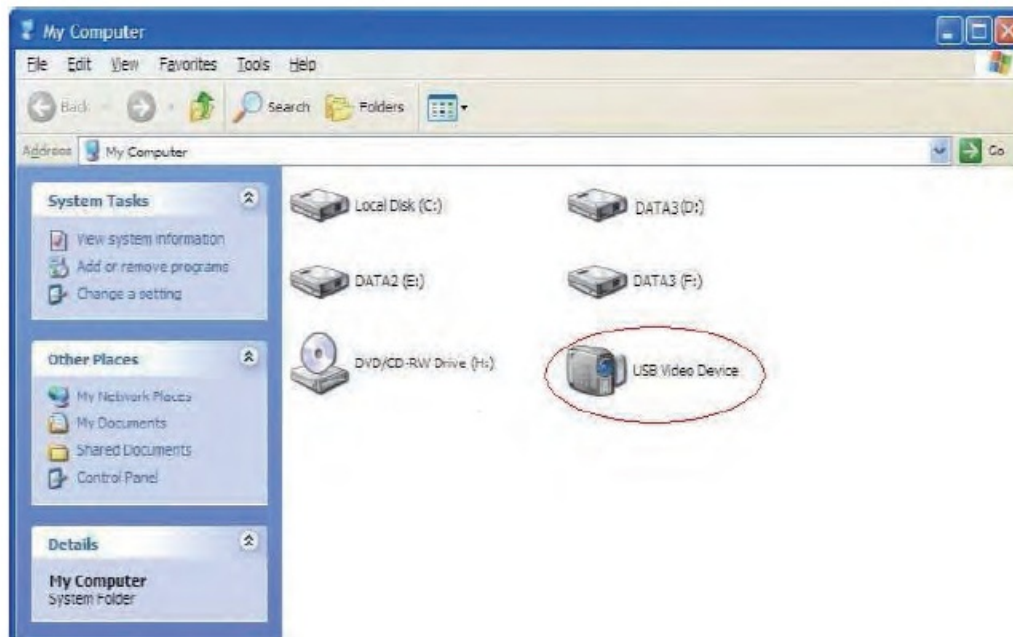 My Computer
File Edit View Favorites Tools Help
Back Search Folders
Address My Computer Go
System Tasks
View system information
Add or remove programs
Change a setting
Other Places
My Network Places
My Documents
Shared Documents
Control Panel
Details
My Computer
System Folder
Local Disk (C:)
DATA3(D:)
DATA2 (E:)
DATA3 (F:)
DVD/CD-RW Drive (H:)
USB Video Device